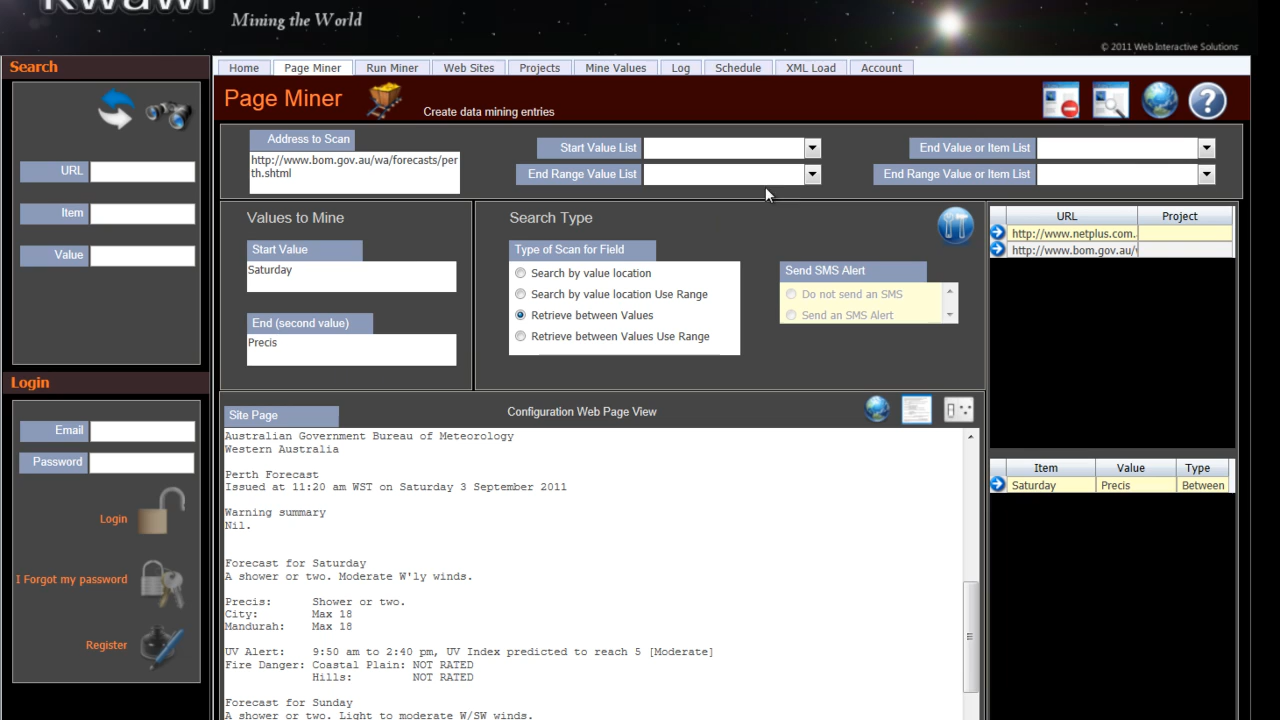 Kwawi
Mining the World
© 2011 Web Interactive Solutions
Search
Home
Page Miner
Run Miner
Web Sites
Projects
Mine Values
Log
Schedule
XML Load
Account
Page Miner
Create data mining entries
URL
Item
Value
Address to Scan
http://www.bom.gov.au/wa/forecasts/per
th.shtml
Start Value List
End Value or Item List
End Range Value List
End Range Value or Item List
Values to Mine
Start Value
Saturday
End (second value)
Precis
Search Type
Type of Scan for Field
Search by value location
Search by value location Use Range
Retrieve between Values
Retrieve between Values Use Range
Send SMS Alert
Do not send an SMS
Send an SMS Alert
URL Project
http://www.netplus.com.
http://www.bom.gov.au/
Login
Email
Password
Login
I Forgot my password
Register
Site Page
Configuration Web Page View
Australian Government Bureau of Meteorology
Western Australia
Perth Forecast
Issued at 11:20 am WST on Saturday 3 September 2011
Warning summary
Nil.
Forecast for Saturday
A shower or two. Moderate W'ly winds.
Precis: Shower or two.
City: Max 18
Mandurah: Max 18
UV Alert: 9:50 am to 2:40 pm, UV Index predicted to reach 5 [Moderate]
Fire Danger: Coastal Plain: NOT RATED
Hills: NOT RATED
Forecast for Sunday
A shower or two. Light to moderate W/SW winds.
Item Value Type
Saturday Precis Between